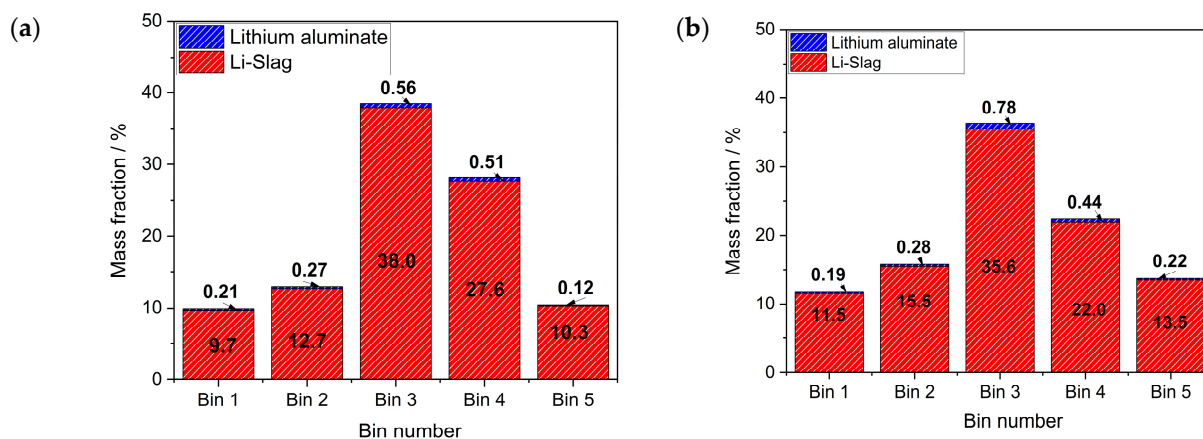 (a)
50
40
30
20
10
0
Mass fraction / %
Lithium aluminate
Li-Slag
0.21
0.27
0.56
0.51
0.12
9.7
12.7
38.0
27.6
10.3
Bin 1 Bin 2 Bin 3 Bin 4 Bin 5
Bin number
(b)
50
40
30
20
10
0
Mass fraction / %
Lithium aluminate
Li-Slag
0.19
0.28
0.78
0.44
0.22
11.5
15.5
35.6
22.0
13.5
Bin 1 Bin 2 Bin 3 Bin 4 Bin 5
Bin number